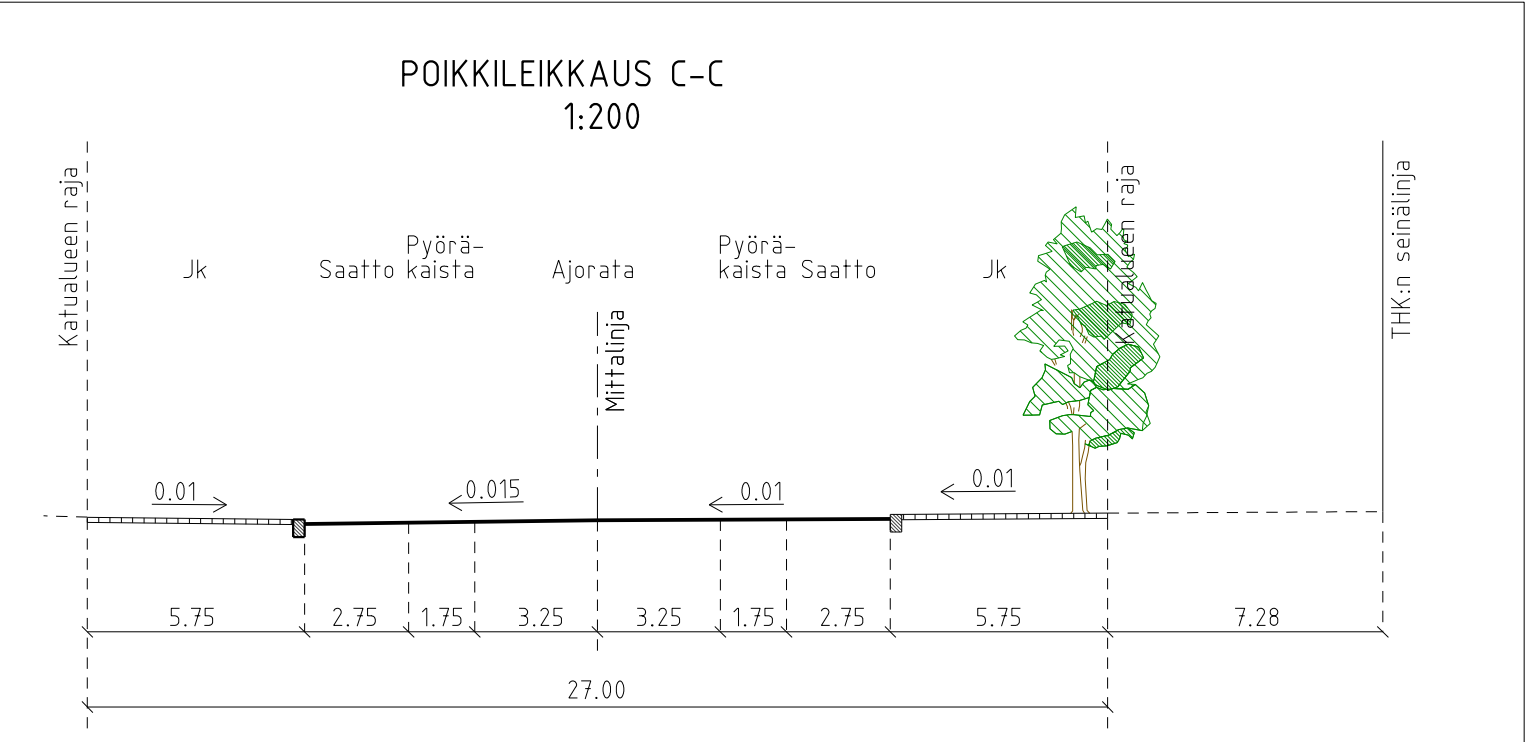 POIKKILEIKKAUS C-C
1:200
Katualueen raja
Jk
Saatto
Pyörä-
kaista
Ajorata
Mittalinja
Pyörä-
kaista
Saatto
Jk
Katualueen raja
THK:n seinälinja
0.01
0.015
0.01
0.01
5.75
2.75
1.75
3.25
3.25
1.75
2.75
5.75
7.28
27.00